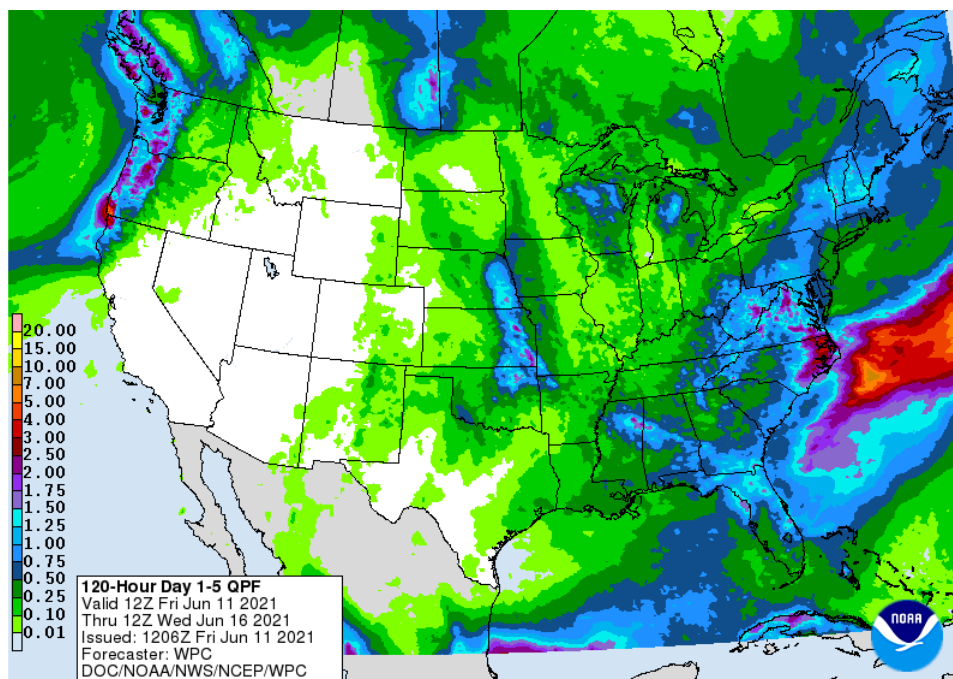 20.00
15.00
10.00
7.00
5.00
4.00
3.00
2.50
2.00
1.75
1.50
1.25
1.00
0.75
0.50
0.25
0.10
0.01
120-Hour Day 1-5 QPF
Valid 12Z Fri Jun 11 2021
Thru 12Z Wed Jun 16 2021
Issued: 1206Z Fri Jun 11 2021
Forecaster: WPC
DOC/NOAA/NWS/NCEP/WPC
NOAA